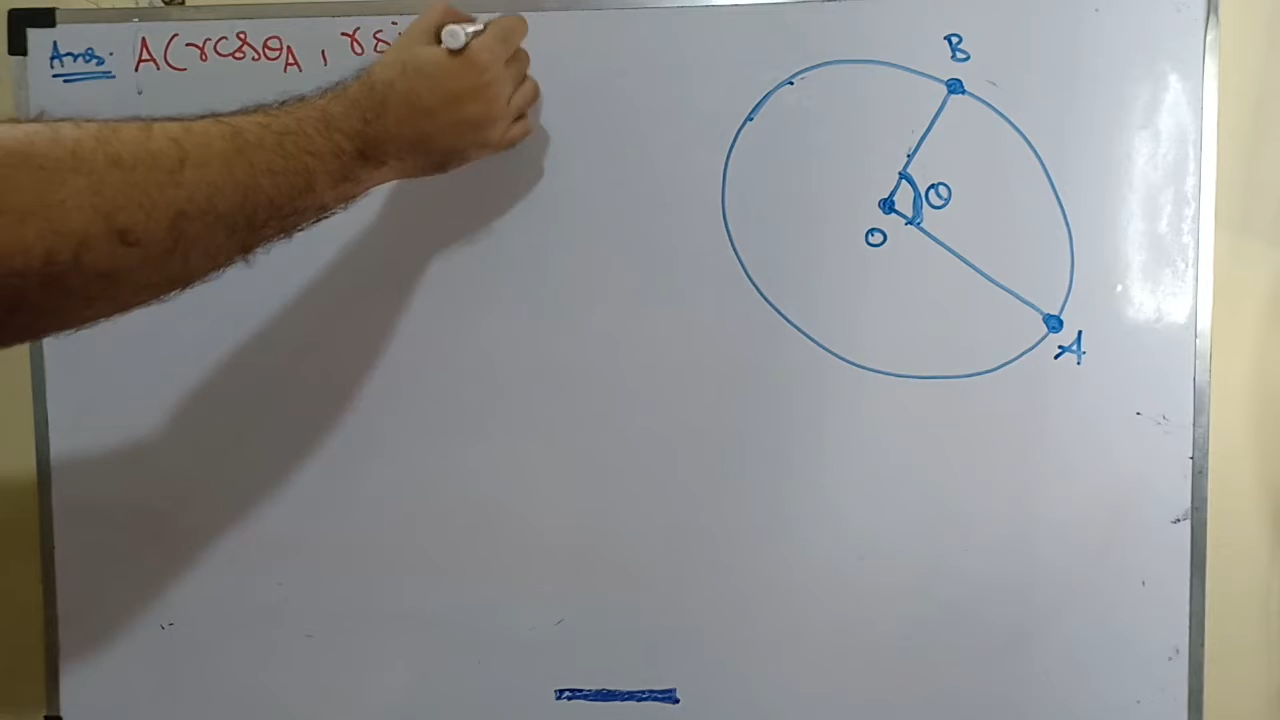 Ans. A(rcosθA, rsi
B
θ
O
A